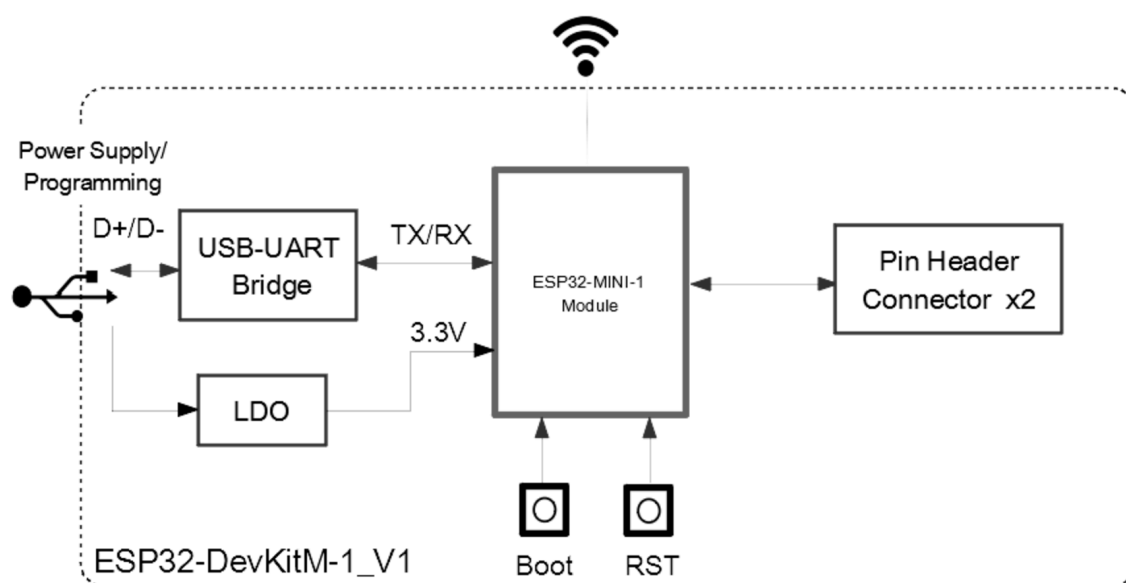 Power Supply/
Programming
D+/D-
USB-UART
Bridge
TX/RX
ESP32-MINI-1
Module
Pin Header
Connector x2
3.3V
LDO
Boot
RST
ESP32-DevKitM-1_V1